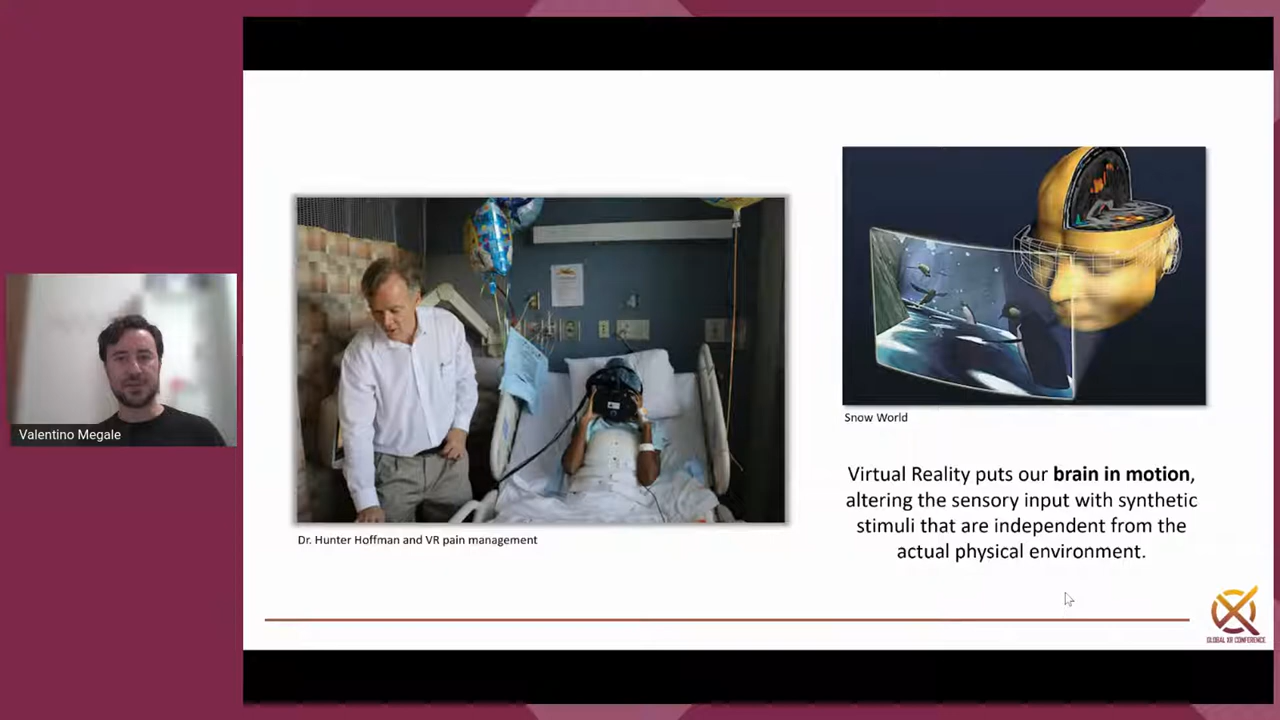 Valentino Megale
Dr. Hunter Hoffman and VR pain management
Snow World
Virtual Reality puts our brain in motion,
altering the sensory input with synthetic
stimuli that are independent from the
actual physical environment.
GLOBAL XR CONFERENCE